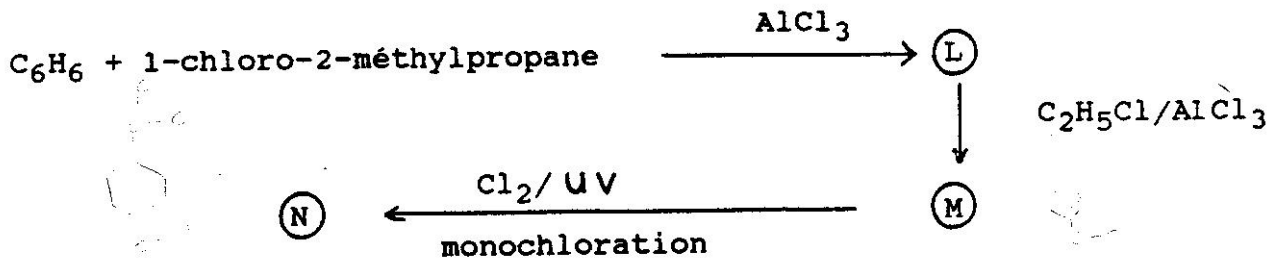 AlCl₃
C₆H₆ + 1-chloro-2-méthylpropane
L
C₂H₅Cl/AlCl₃
Cl₂/ UV
N
M
monochloration